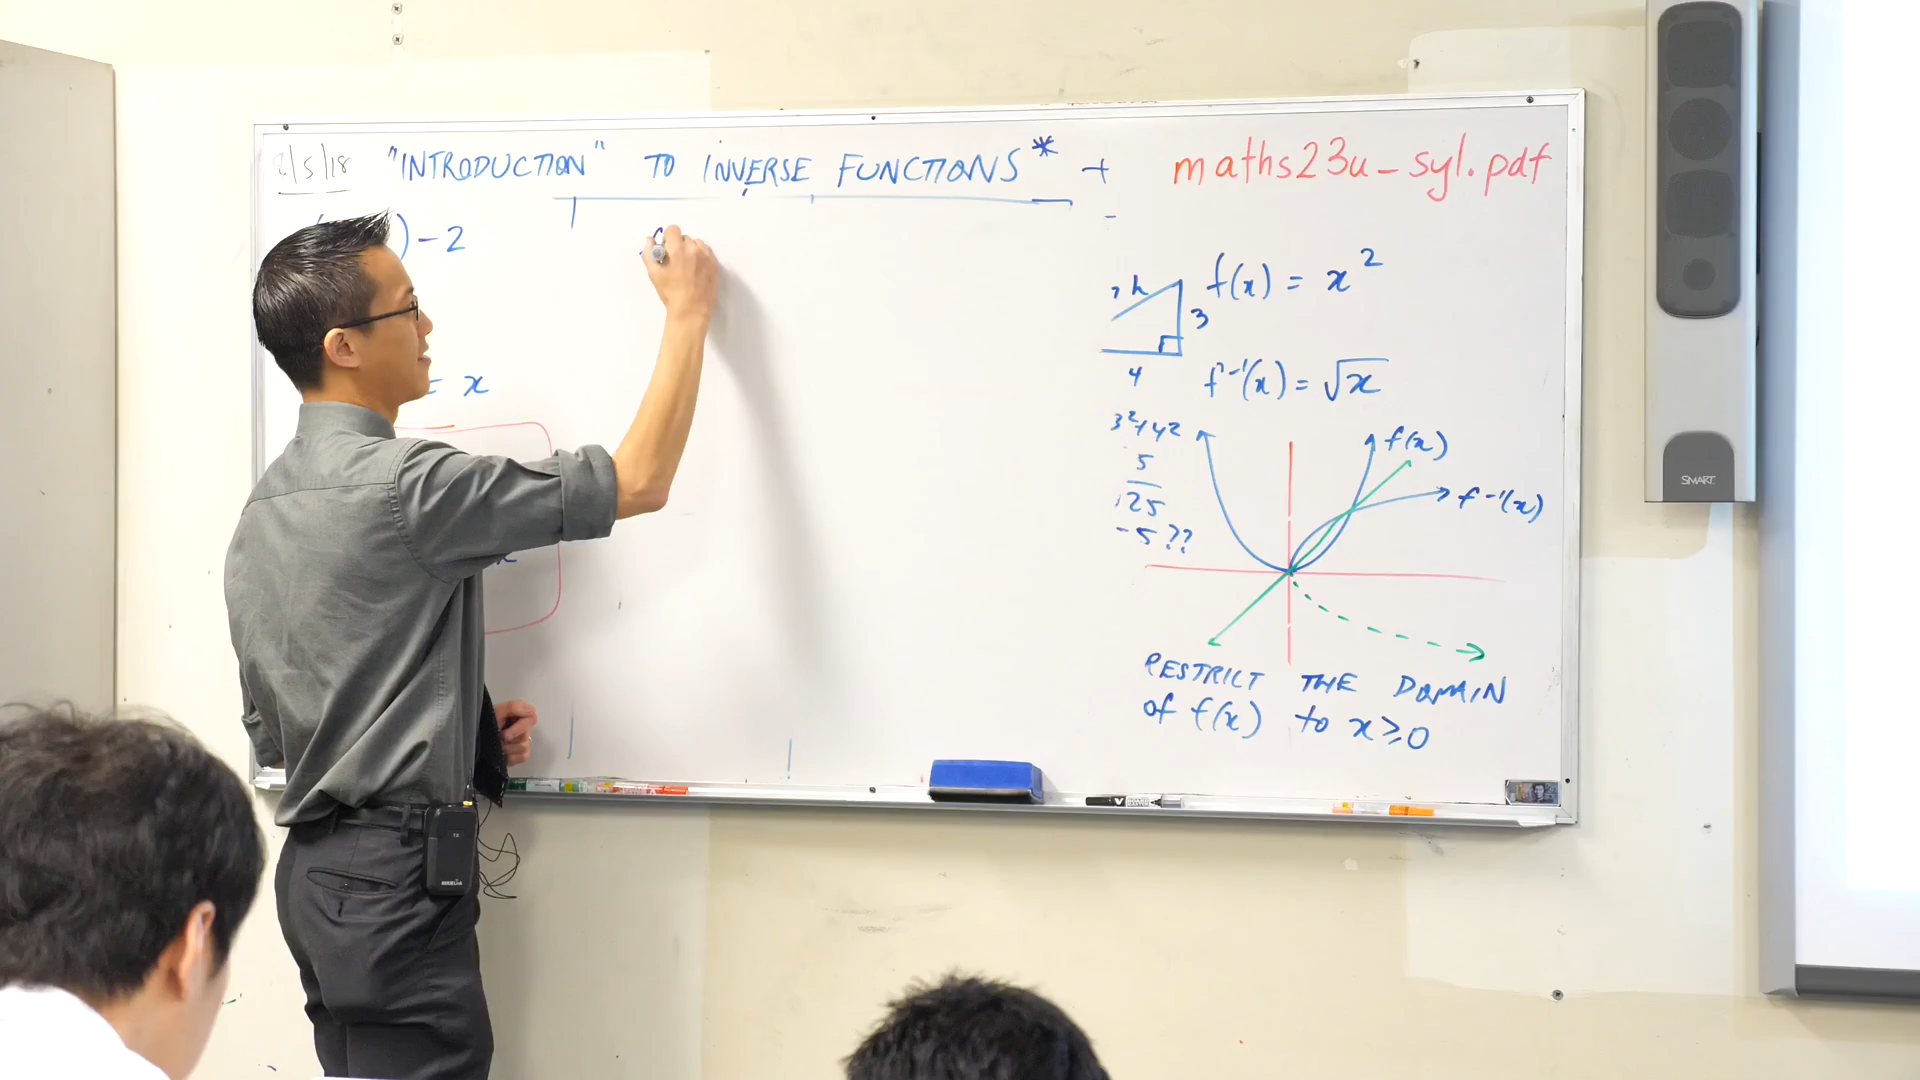 8/5/18 "INTRODUCTION" TO INVERSE FUNCTIONS* + maths23u-syl.pdf
) - 2
= x
x
h
3
4
3²+4²
5
25
-5??
f(x) = x²
f⁻¹(x) = √x
f(x)
f⁻¹(x)
RESTRICT THE DOMAIN
of f(x) to x≥0
SMART